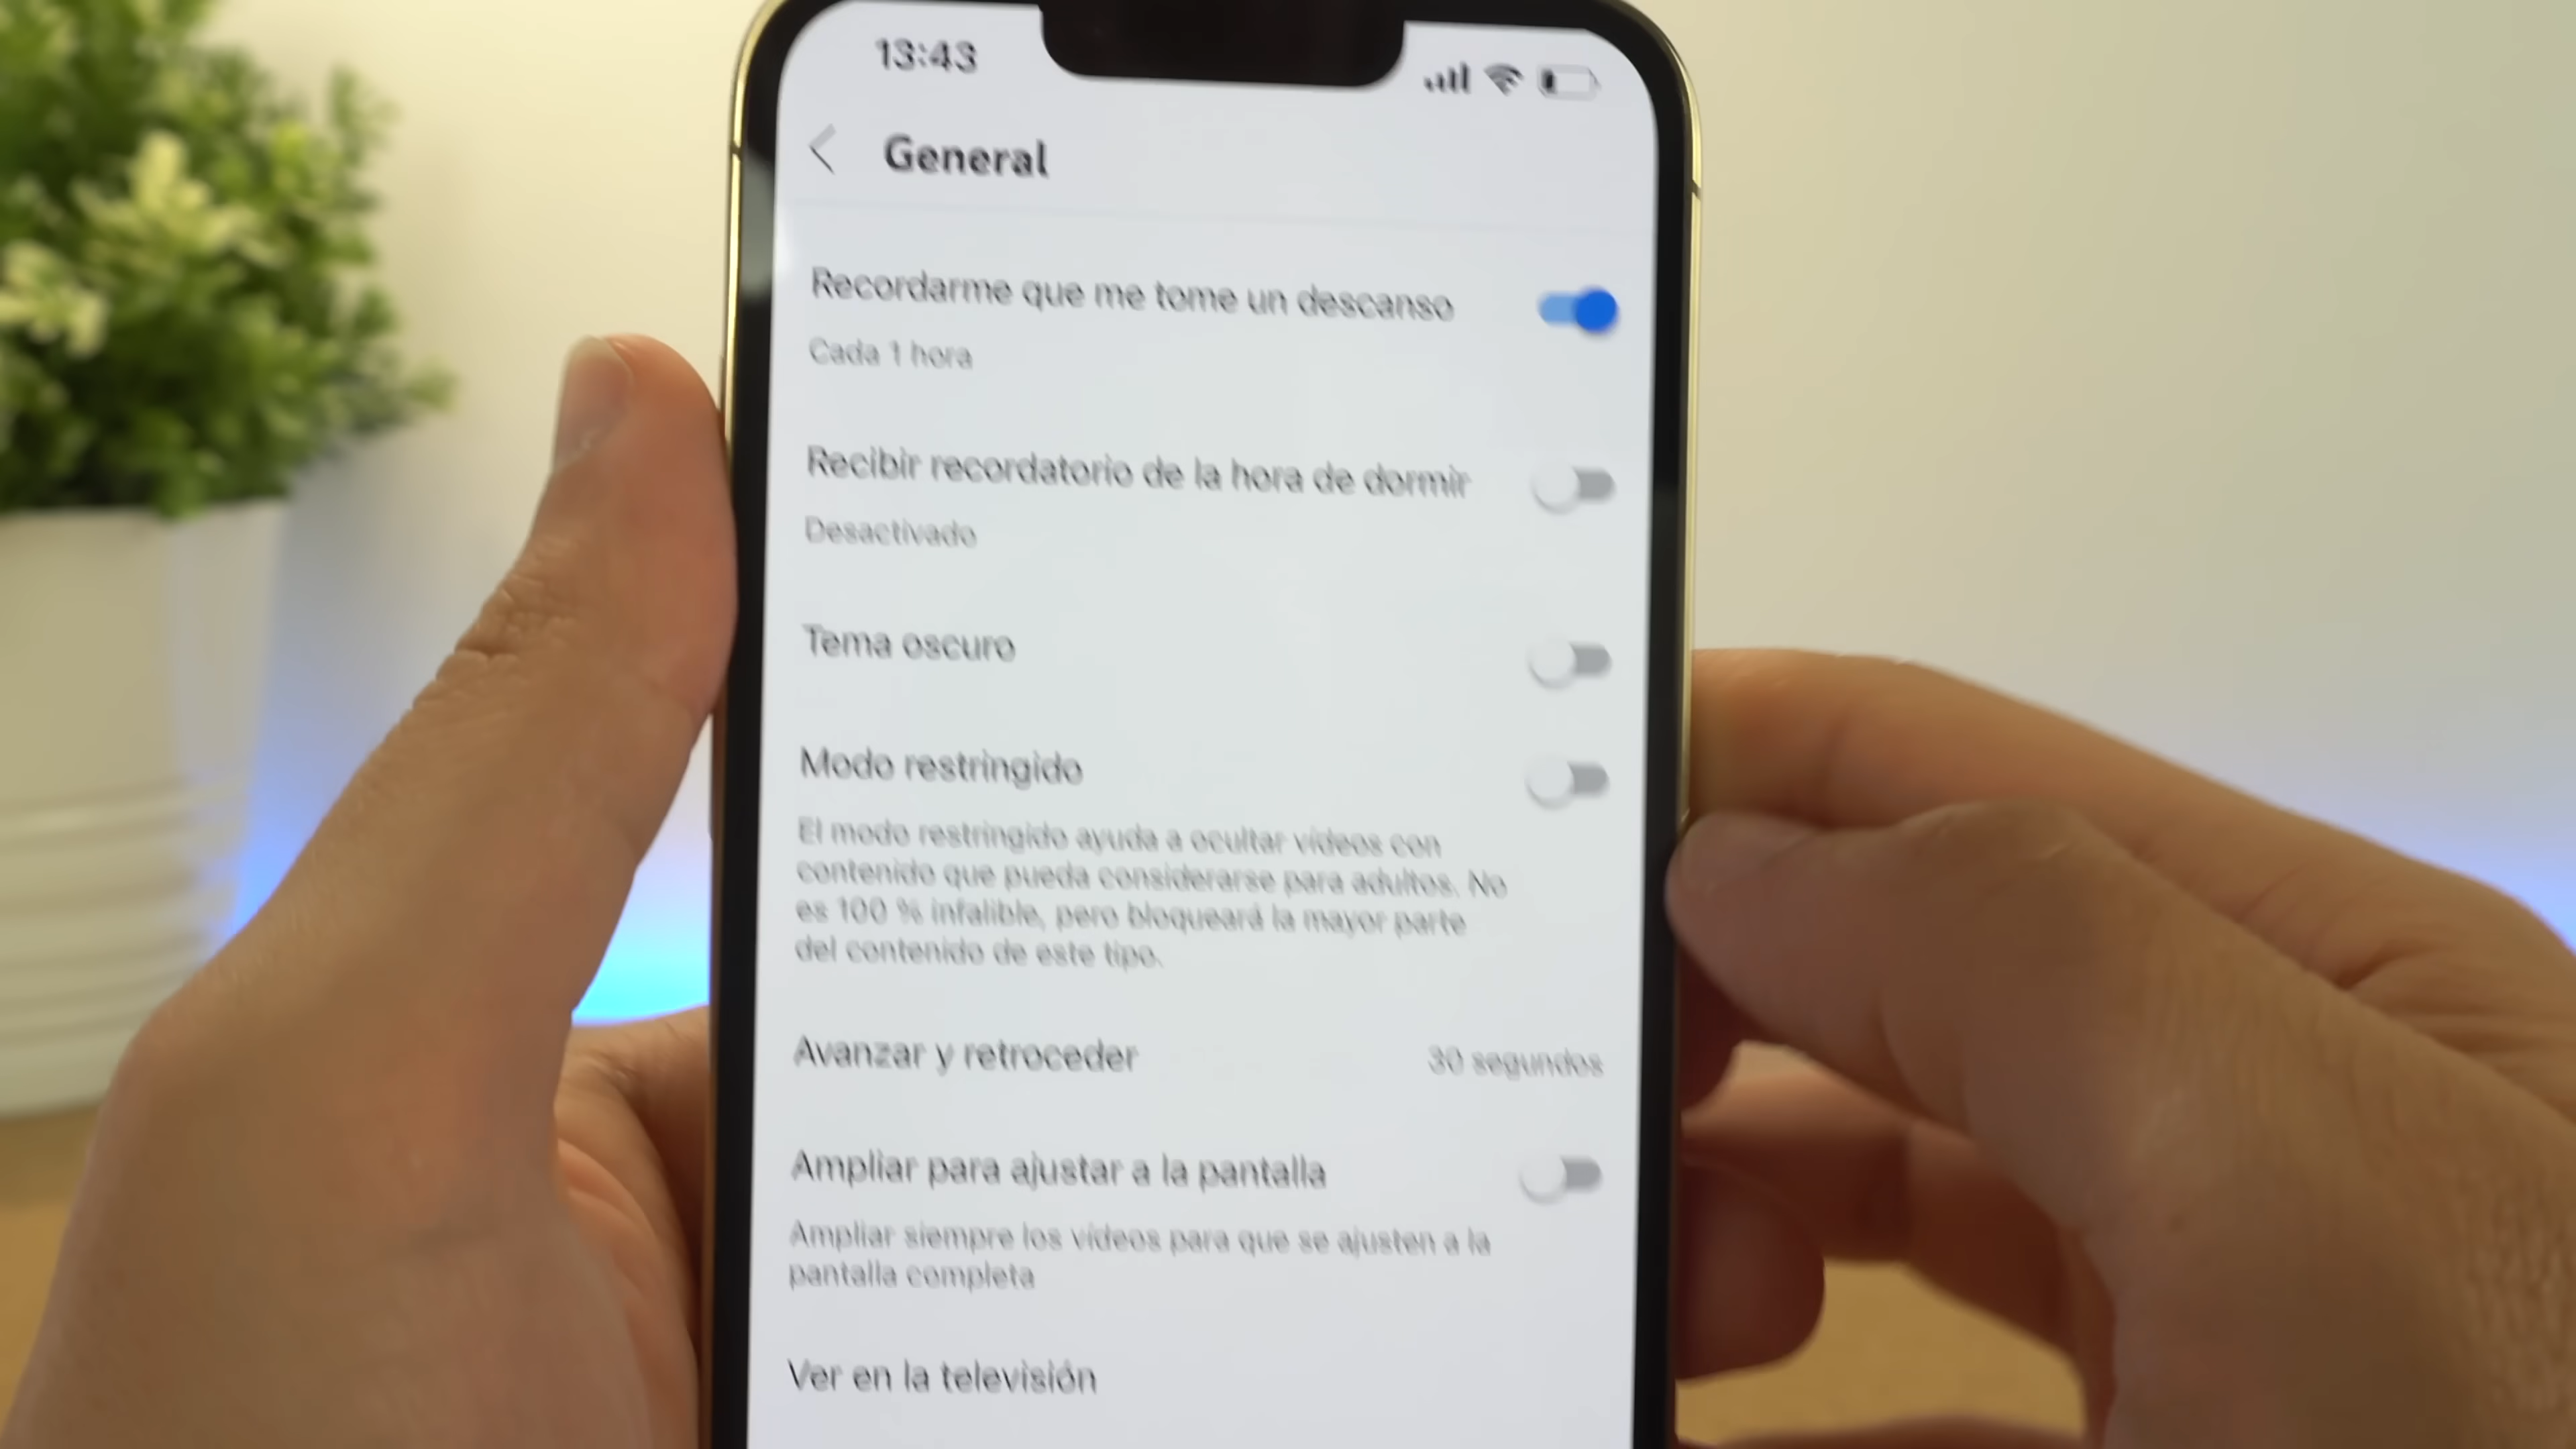 13:43
General
Recordarme que me tome un descanso
Cada 1 hora
Recibir recordatorio de la hora de dormir
Desactivado
Tema oscuro
Modo restringido
El modo restringido ayuda a ocultar vídeos con
contenido que pueda considerarse para adultos. No
es 100 % infalible, pero bloqueará la mayor parte
del contenido de este tipo.
Avanzar y retroceder
30 segundos
Ampliar para ajustar a la pantalla
Ampliar siempre los vídeos para que se ajusten a la
pantalla completa
Ver en la televisión